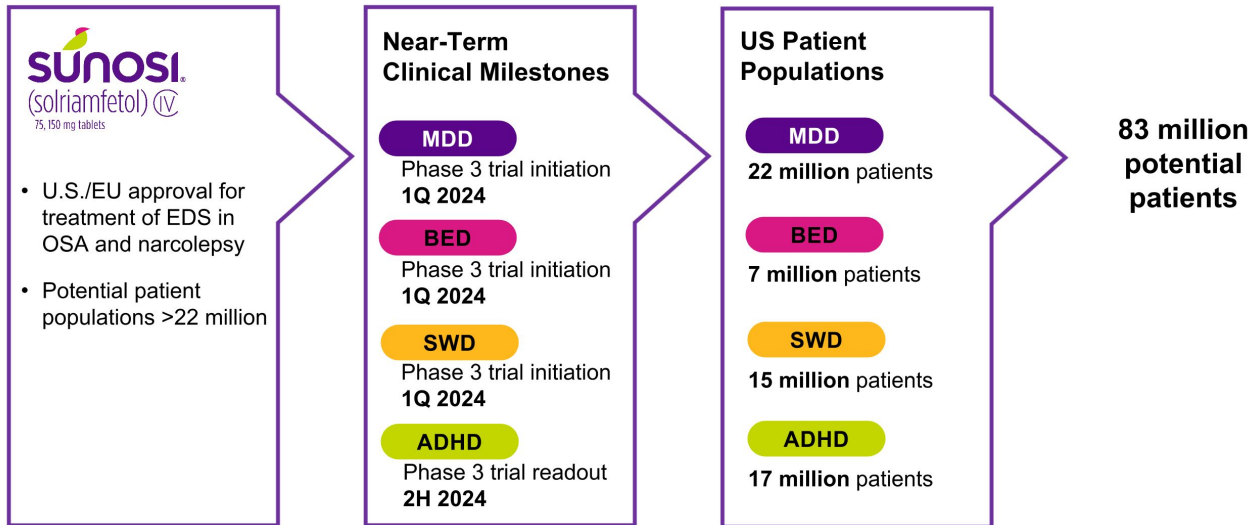 SUNOSI®
(solriamfetol) IV
75, 150 mg tablets
• U.S./EU approval for
treatment of EDS in
OSA and narcolepsy
• Potential patient
populations >22 million
Near-Term
Clinical Milestones
MDD
Phase 3 trial initiation
1Q 2024
BED
Phase 3 trial initiation
1Q 2024
SWD
Phase 3 trial initiation
1Q 2024
ADHD
Phase 3 trial readout
2H 2024
US Patient
Populations
MDD
22 million patients
BED
7 million patients
SWD
15 million patients
ADHD
17 million patients
83 million
potential
patients